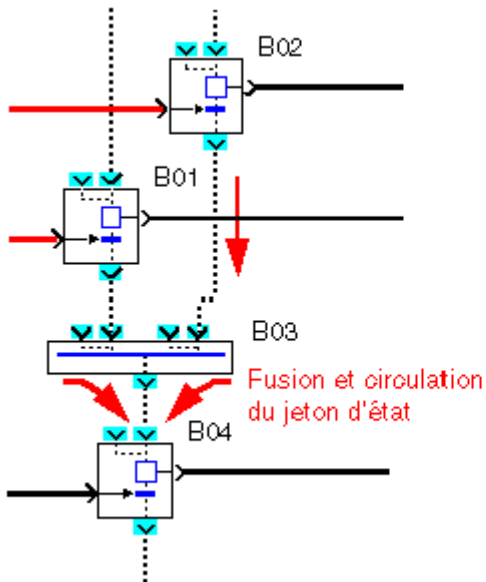 B02
B01
B03
Fusion et circulation
du jeton d'état
B04